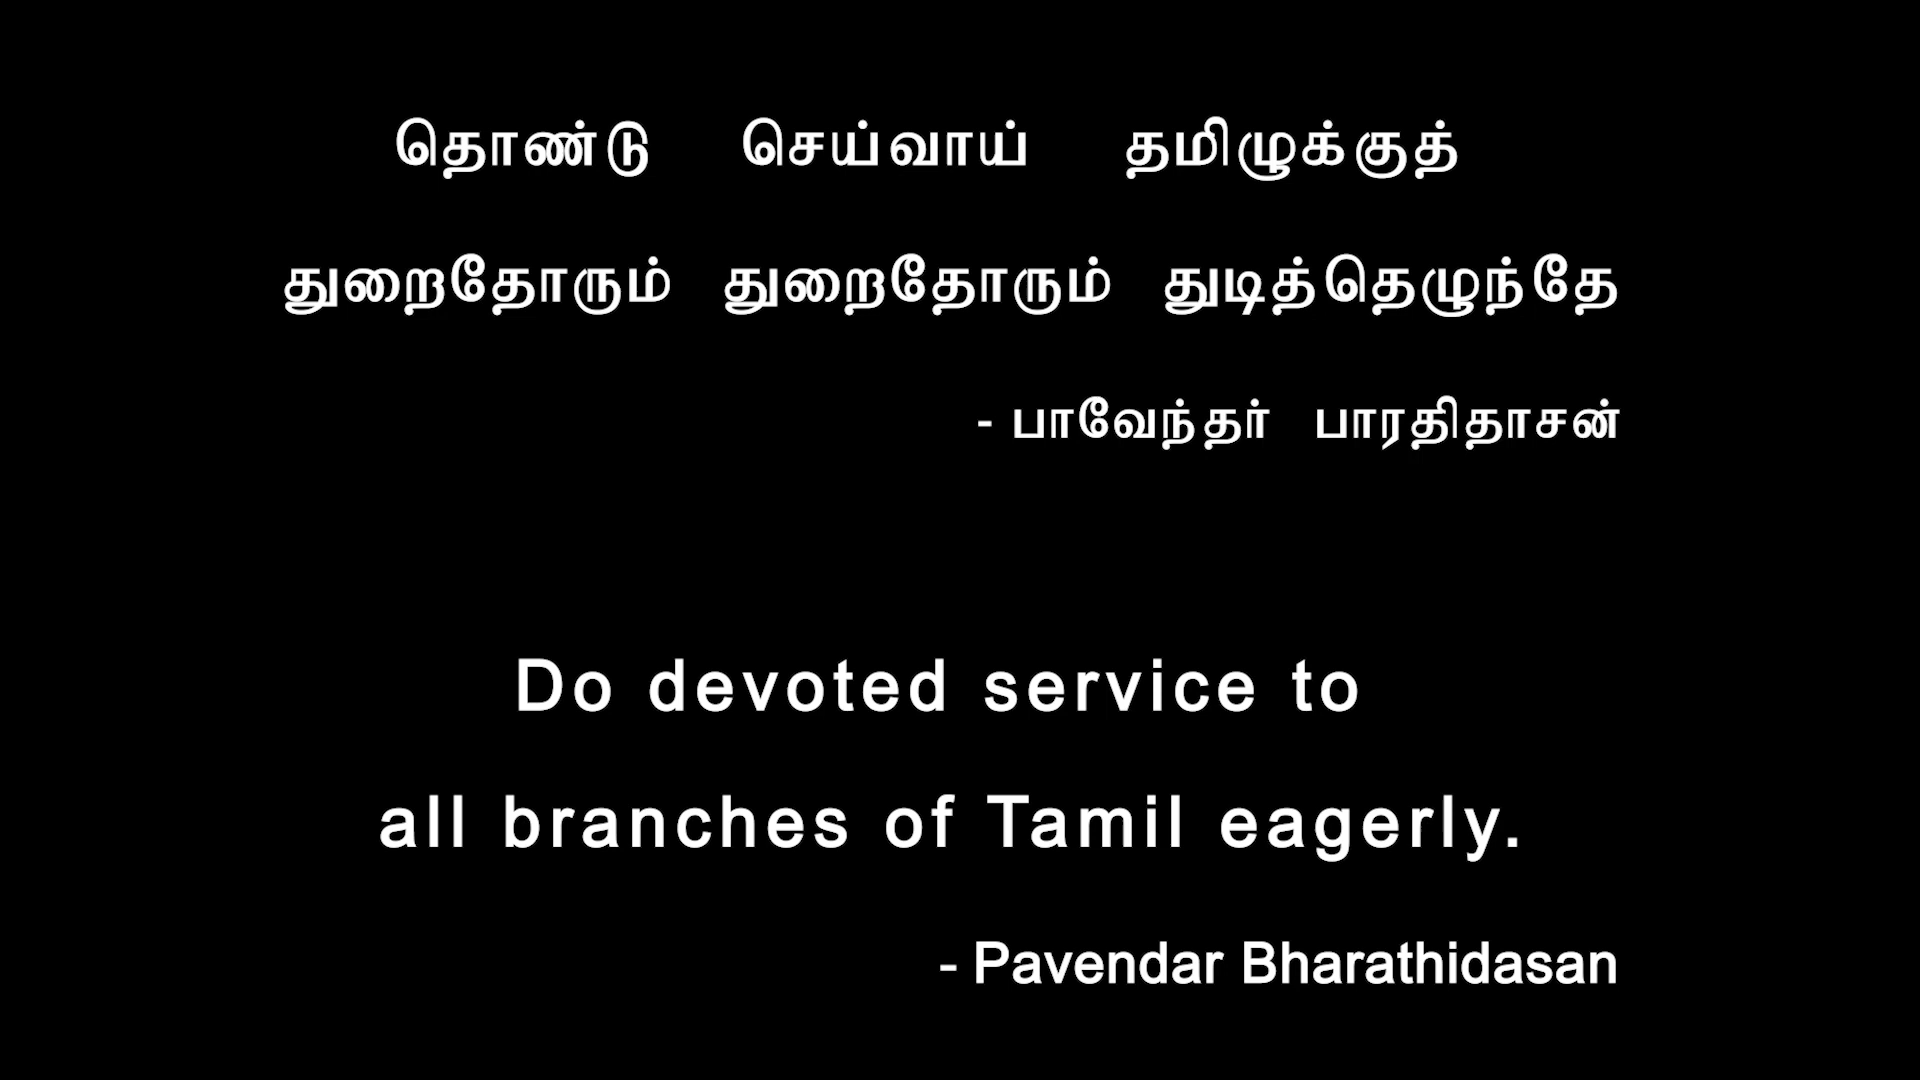 தொண்டு செய்வாய் தமிழுக்குத்
துறைதோரும் துறைதோரும் துடித்தெழுந்தே
- பாவேந்தர் பாரதிதாசன்
Do devoted service to
all branches of Tamil eagerly.
- Pavendar Bharathidasan